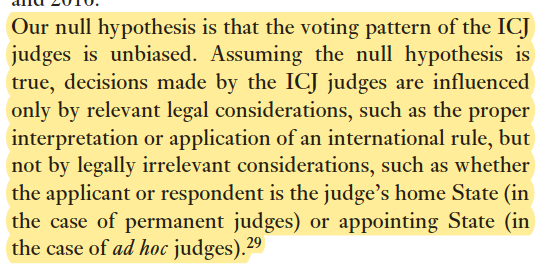 Our null hypothesis is that the voting pattern of the ICJ
judges is unbiased. Assuming the null hypothesis is
true, decisions made by the ICJ judges are influenced
only by relevant legal considerations, such as the proper
interpretation or application of an international rule, but
not by legally irrelevant considerations, such as whether
the applicant or respondent is the judge's home State (in
the case of permanent judges) or appointing State (in
the case of ad hoc judges).29